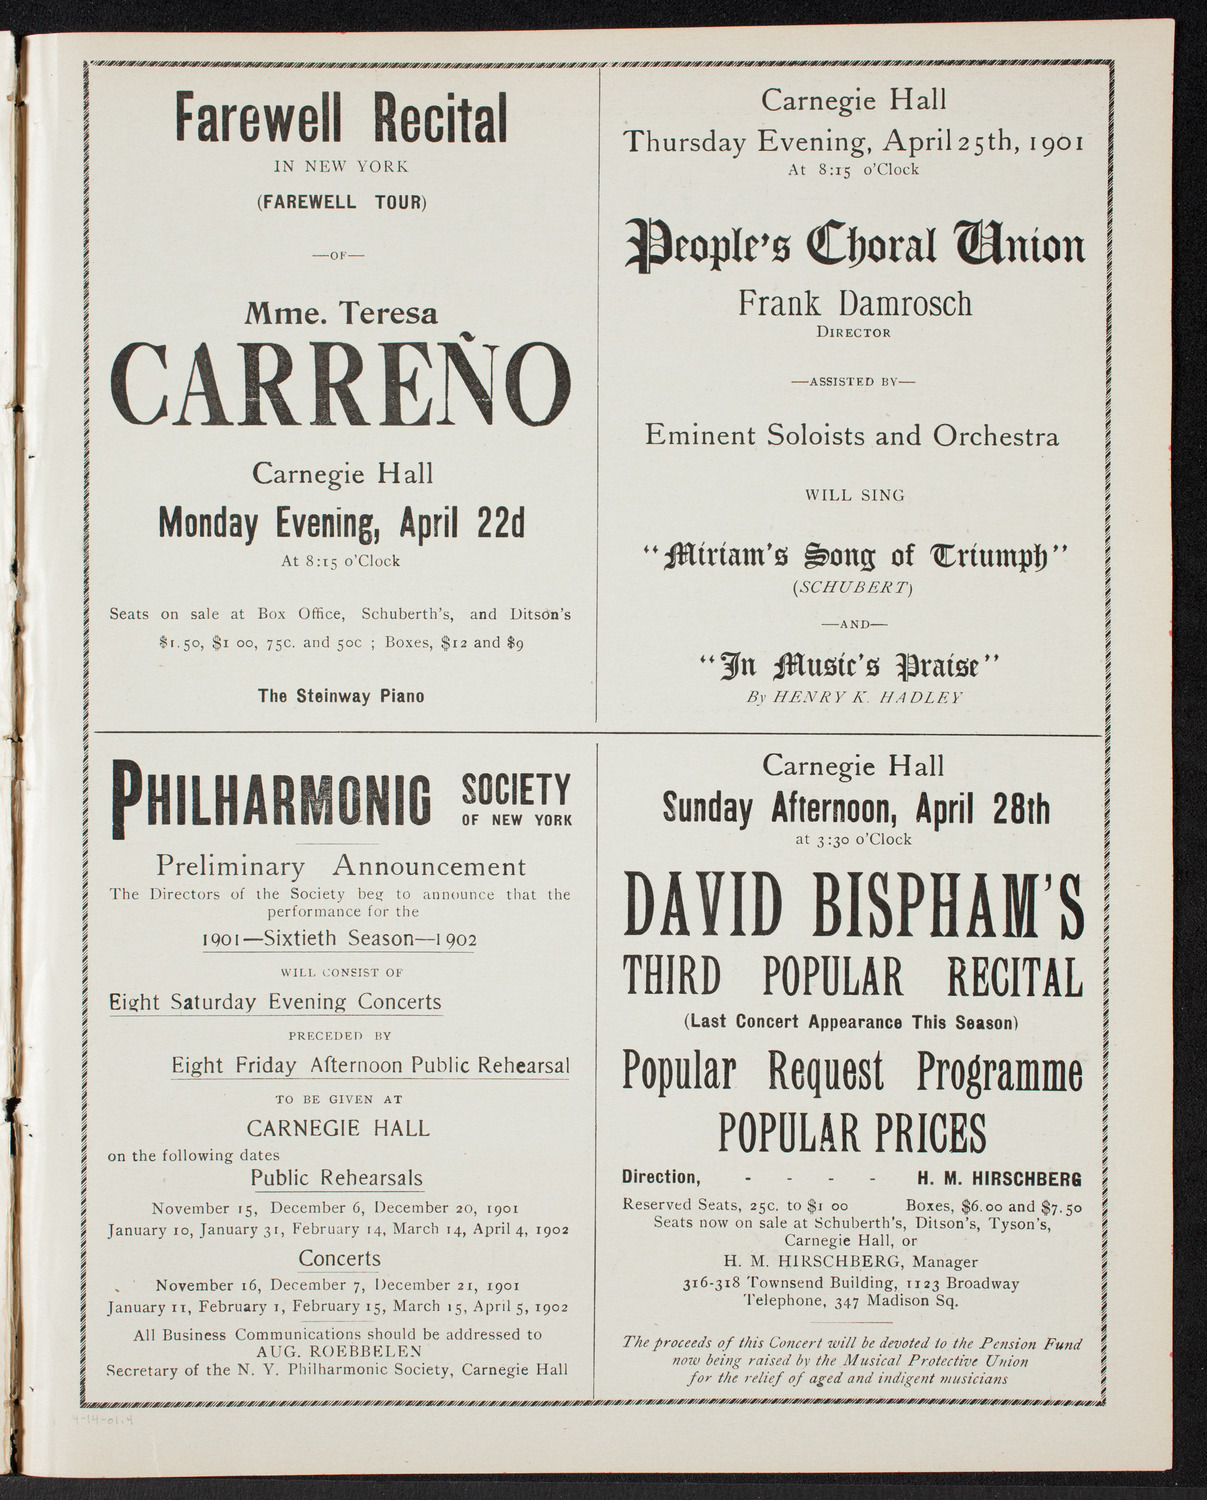 Farewell Recital
IN NEW YORK
(FAREWELL TOUR)
—OF—
Mme. Teresa
CARREÑO
Carnegie Hall
Monday Evening, April 22d
At 8:15 o'Clock
Seats on sale at Box Office, Schuberth's, and Ditson's
$1.50, $1 00, 75c. and 50c ; Boxes, $12 and $9
The Steinway Piano
Carnegie Hall
Thursday Evening, April 25th, 1901
At 8:15 o'Clock
People's Choral Union
Frank Damrosch
DIRECTOR
—ASSISTED BY—
Eminent Soloists and Orchestra
WILL SING
"Miriam's Song of Triumph"
(SCHUBERT)
—AND—
"In Music's Praise"
By HENRY K. HADLEY
PHILHARMONIC SOCIETY
OF NEW YORK
Preliminary Announcement
The Directors of the Society beg to announce that the
performance for the
1901—Sixtieth Season—1902
WILL CONSIST OF
Eight Saturday Evening Concerts
PRECEDED BY
Eight Friday Afternoon Public Rehearsal
TO BE GIVEN AT
CARNEGIE HALL
on the following dates
Public Rehearsals
November 15, December 6, December 20, 1901
January 10, January 31, February 14, March 14, April 4, 1902
Concerts
November 16, December 7, December 21, 1901
January 11, February 1, February 15, March 15, April 5, 1902
All Business Communications should be addressed to
AUG. ROEBBELEN
Secretary of the N. Y. Philharmonic Society, Carnegie Hall
Carnegie Hall
Sunday Afternoon, April 28th
at 3:30 o'Clock
DAVID BISPHAM'S
THIRD POPULAR RECITAL
(Last Concert Appearance This Season)
Popular Request Programme
POPULAR PRICES
Direction, - - - - H. M. HIRSCHBERG
Reserved Seats, 25c. to $1 00 Boxes, $6.00 and $7.50
Seats now on sale at Schuberth's, Ditson's, Tyson's,
Carnegie Hall, or
H. M. HIRSCHBERG, Manager
316-318 Townsend Building, 1123 Broadway
Telephone, 347 Madison Sq.
The proceeds of this Concert will be devoted to the Pension Fund
now being raised by the Musical Protective Union
for the relief of aged and indigent musicians
4-14-01.4